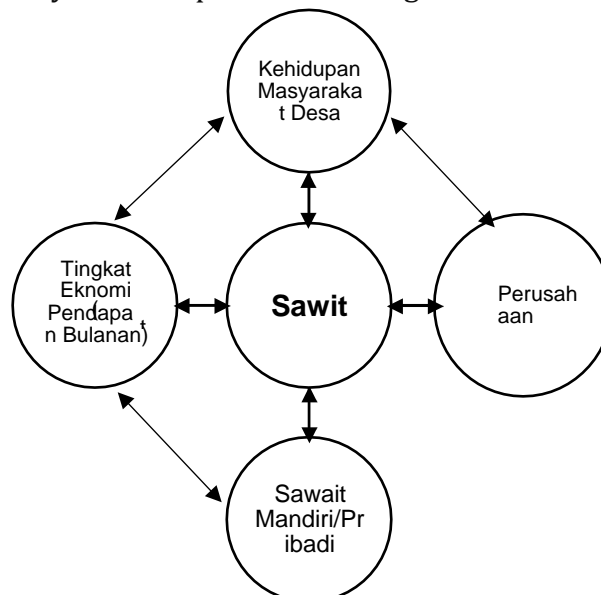 Kehidupan
Masyaraka
t Desa
Tingkat
Eknomi
Pendapa
(
t
n Bulanan)
Sawit
Perusah
aan
Sawait
Mandiri/Pr
ibadi